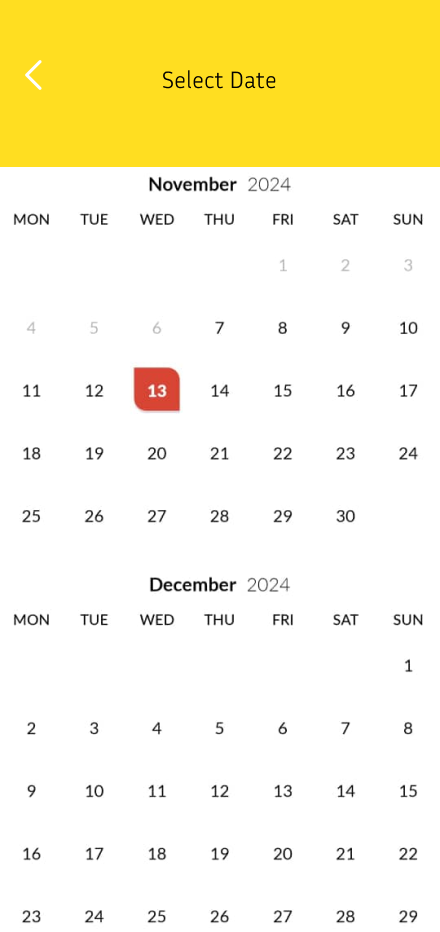 Select Date
November 2024
MON TUE WED THU FRI SAT SUN
1 2 3
4 5 6 7 8 9 10
11 12 13 14 15 16 17
18 19 20 21 22 23 24
25 26 27 28 29 30
December 2024
MON TUE WED THU FRI SAT SUN
1
2 3 4 5 6 7 8
9 10 11 12 13 14 15
16 17 18 19 20 21 22
23 24 25 26 27 28 29